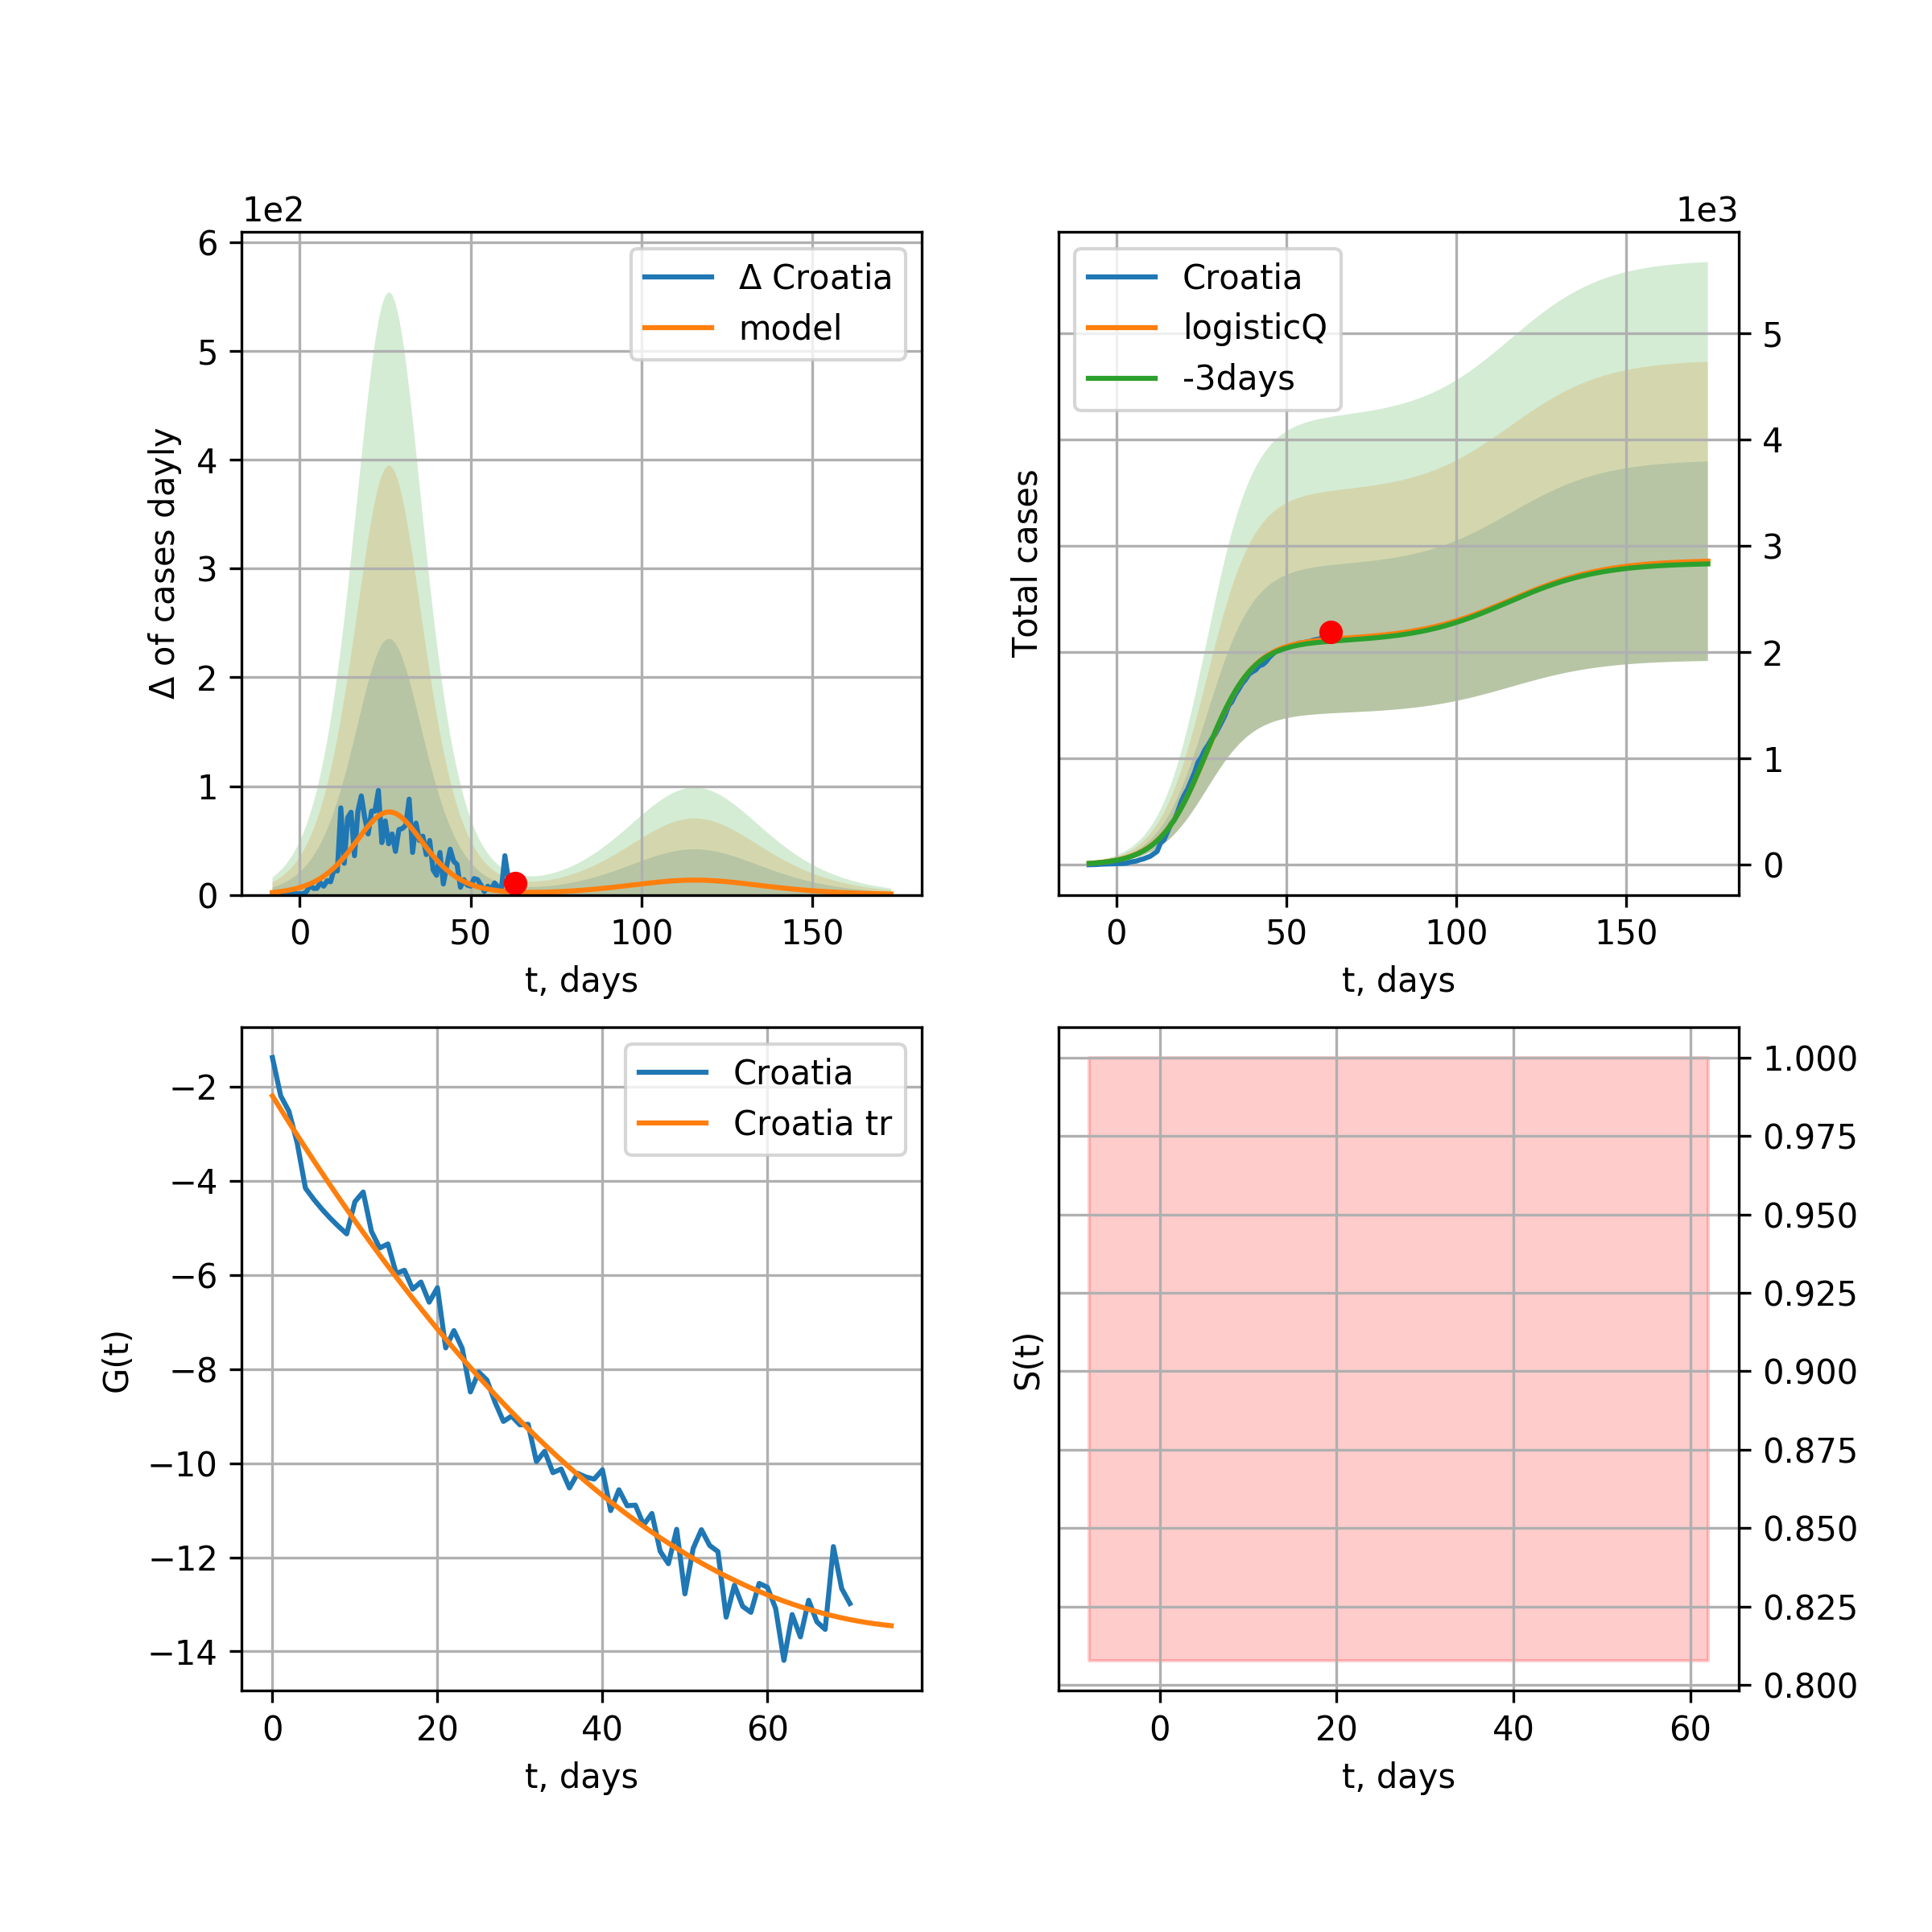 1e2
6
5
4
3
2
1
0
Δ of cases dayly
Δ Croatia
model
0 50 100 150
t, days
1e3
Croatia
logisticQ
-3days
Total cases
5
4
3
2
1
0
0 50 100 150
t, days
−2
−4
−6
−8
−10
−12
−14
G(t)
Croatia
Croatia tr
0 20 40 60
t, days
S(t)
1.000
0.975
0.950
0.925
0.900
0.875
0.850
0.825
0.800
0 20 40 60
t, days